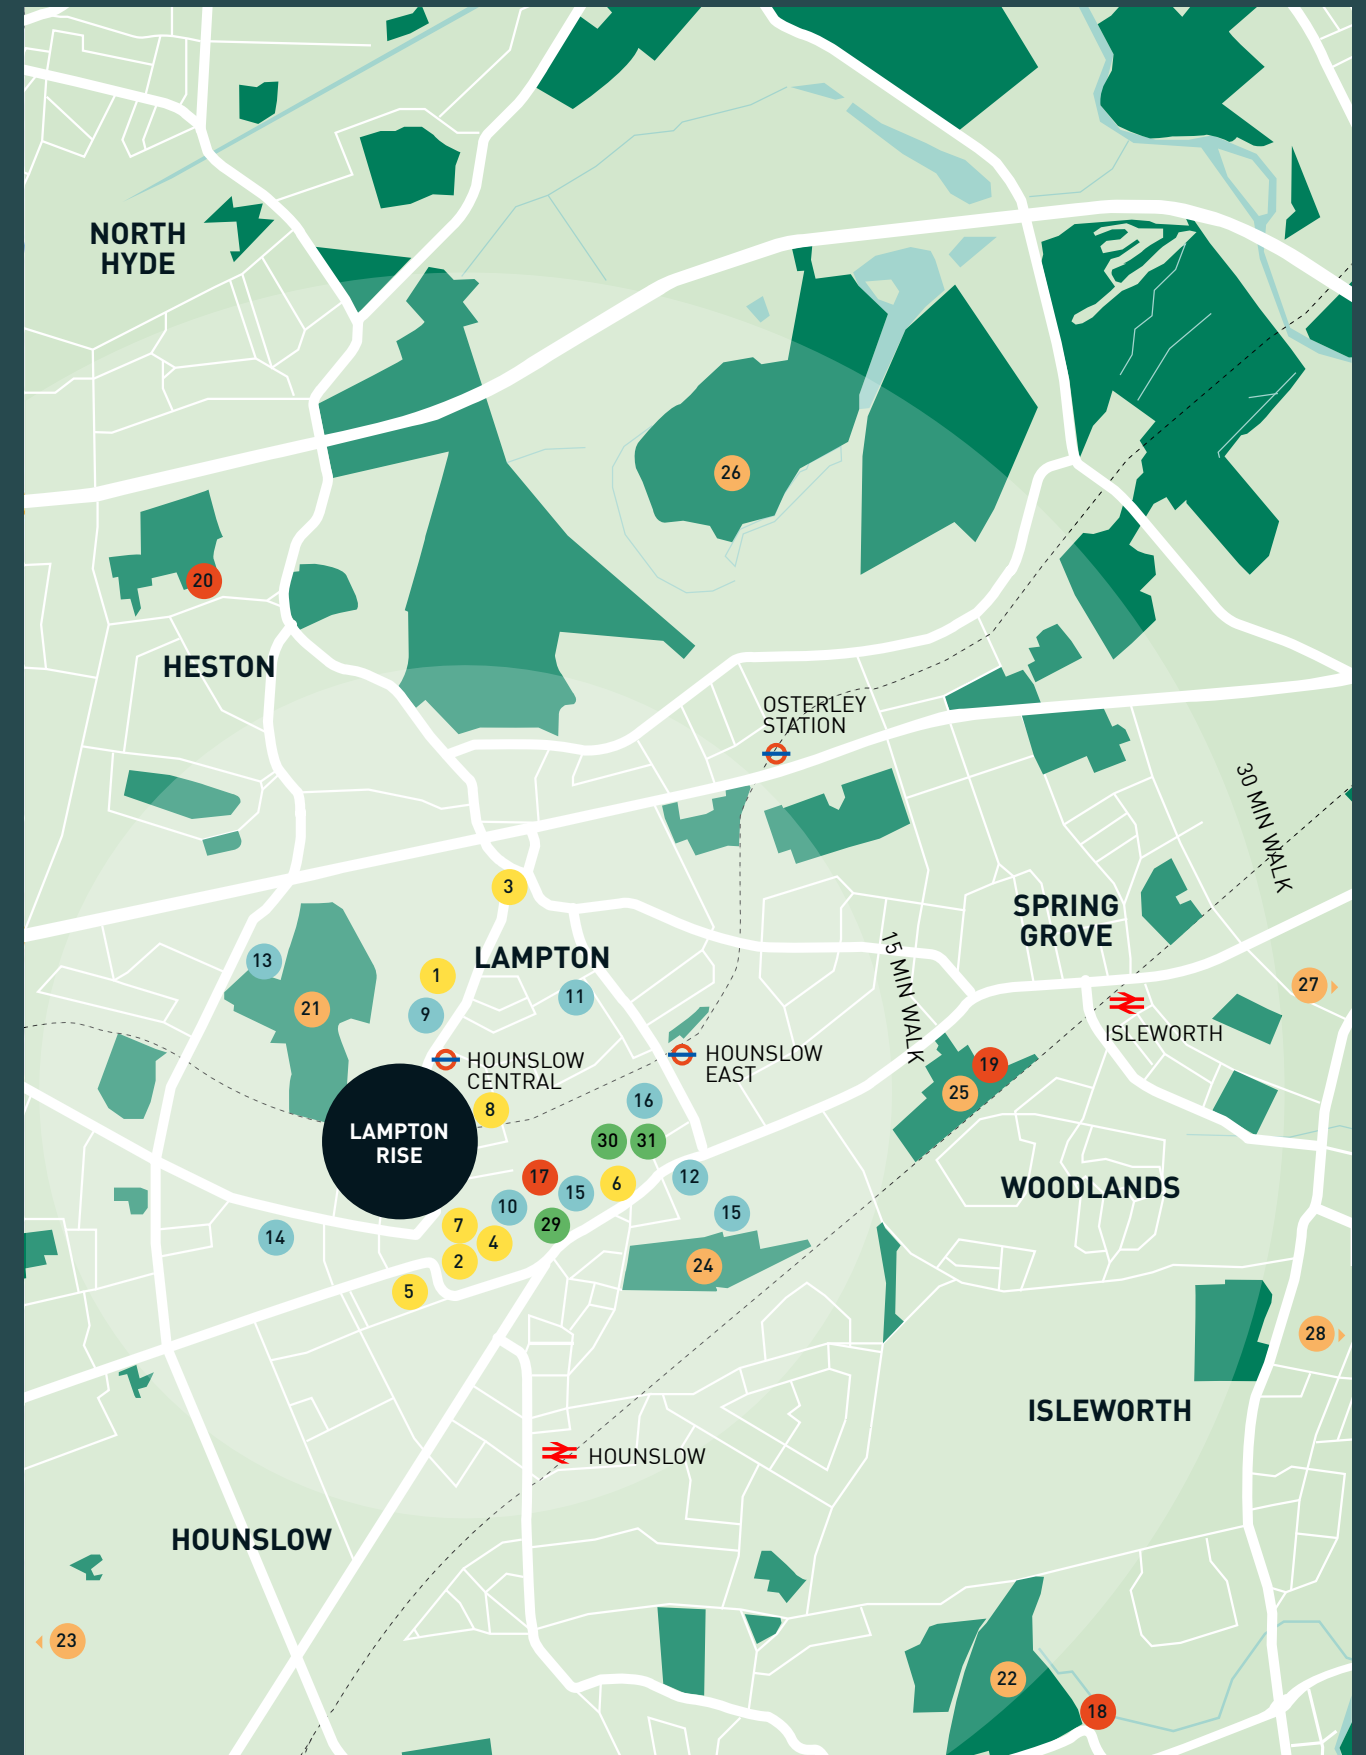 NORTH
HYDE
26
20
HESTON
OSTERLEY
STATION
30 MIN WALK
3
SPRING
GROVE
LAMPTON
15 MIN WALK
13
1
11
27
21
9
ISLEWORTH
HOUNSLOW
CENTRAL
HOUNSLOW
EAST
19
25
8
16
LAMPTON
RISE
30
31
17
15
6
12
WOODLANDS
10
15
7
29
14
4
2
24
5
28
ISLEWORTH
HOUNSLOW
HOUNSLOW
23
22
18